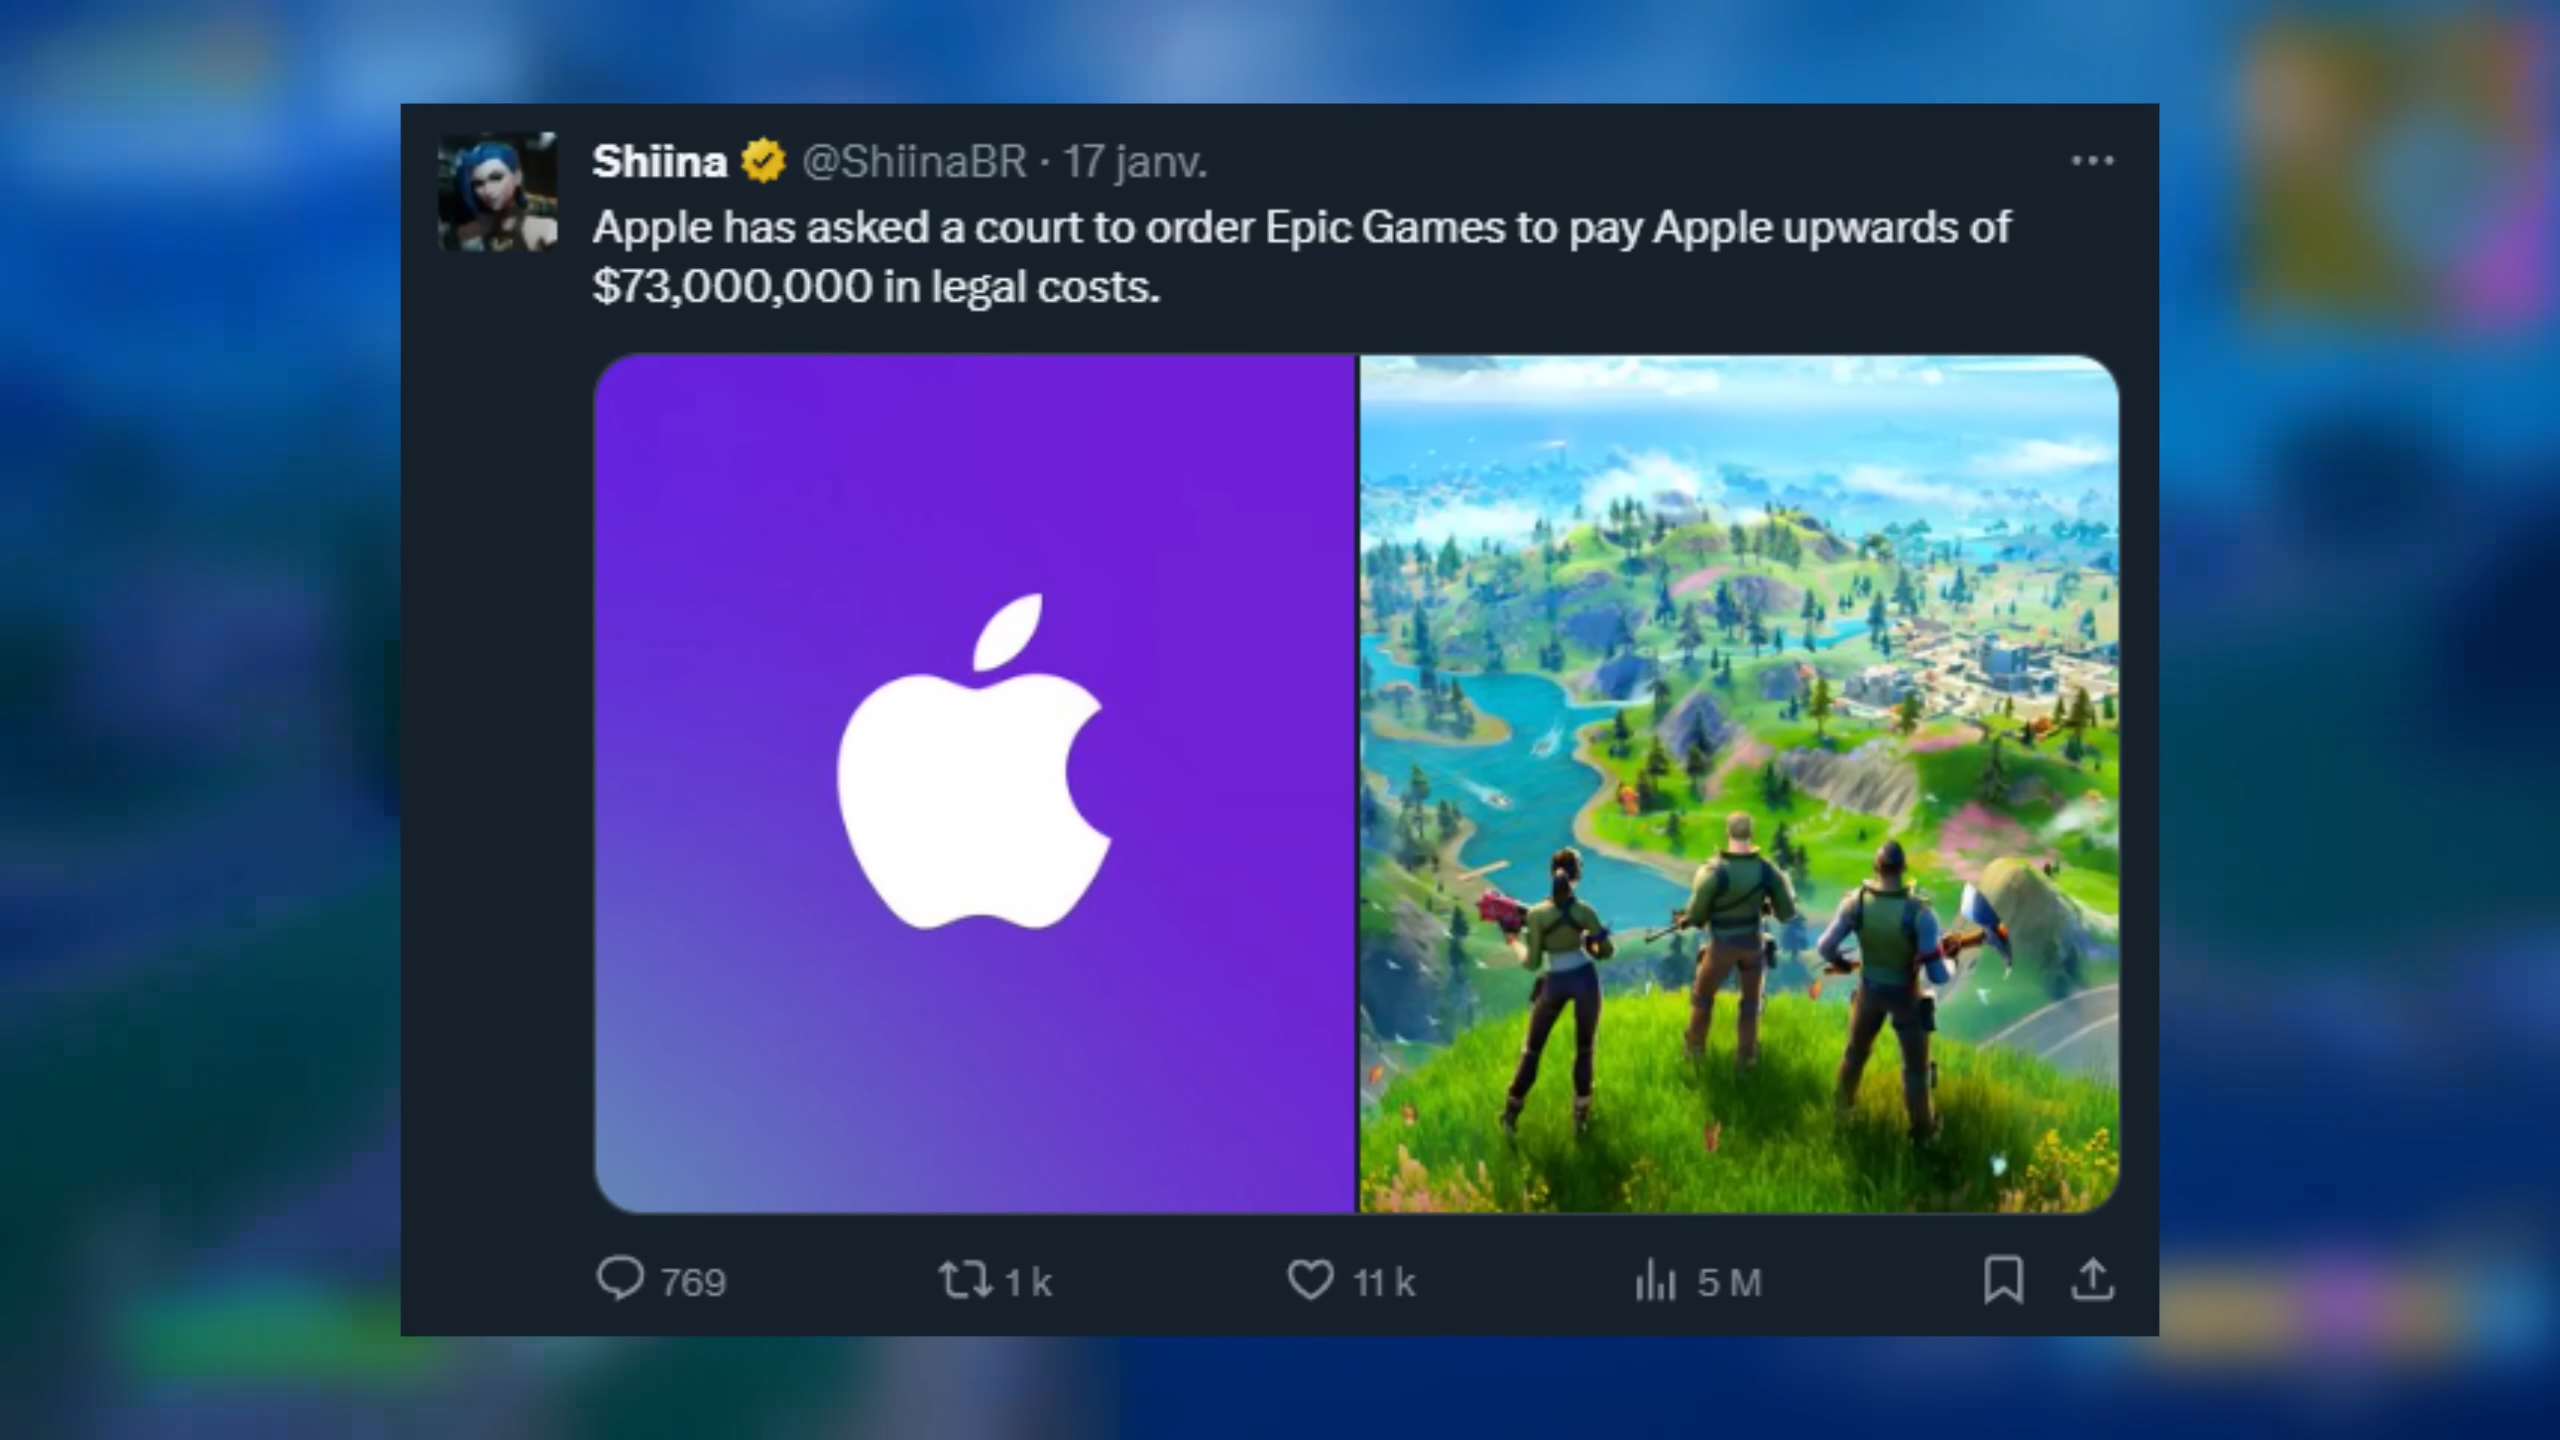 Shiina @ShiinaBR · 17 janv.
Apple has asked a court to order Epic Games to pay Apple upwards of
$73,000,000 in legal costs.
769 1 k 11 k 5 M